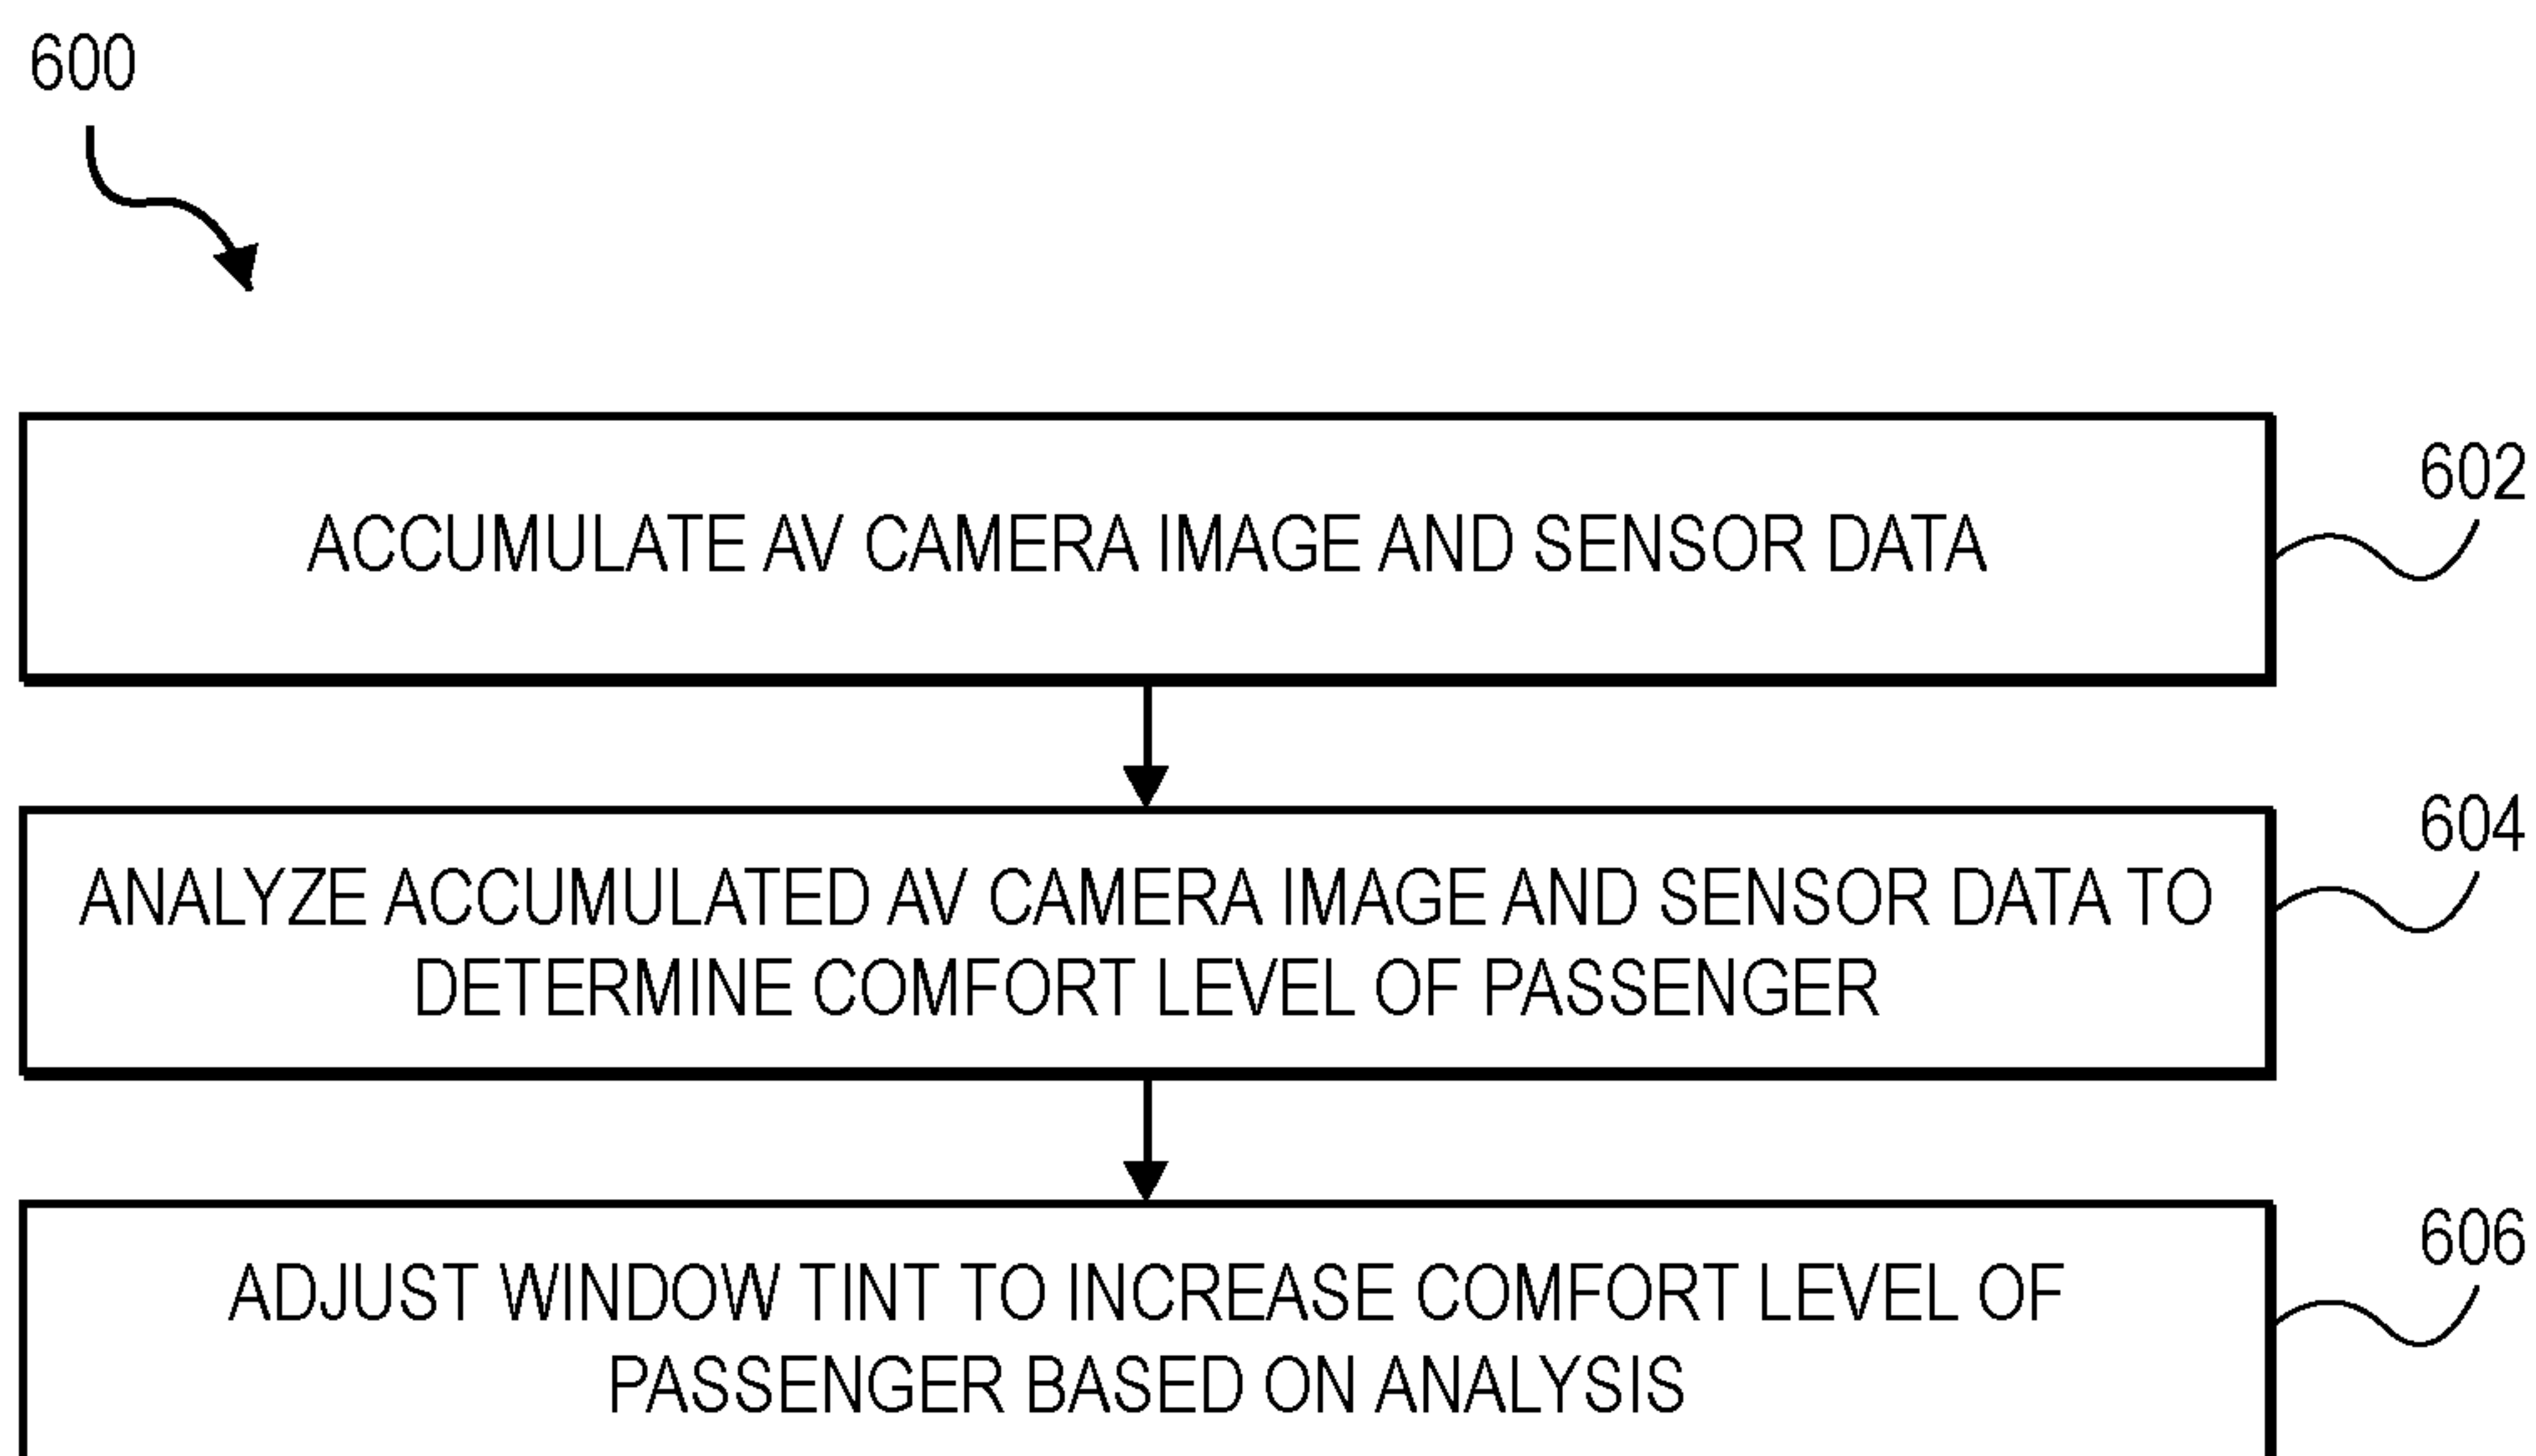 600
602
ACCUMULATE AV CAMERA IMAGE AND SENSOR DATA
604
ANALYZE ACCUMULATED AV CAMERA IMAGE AND SENSOR DATA TO
DETERMINE COMFORT LEVEL OF PASSENGER
606
ADJUST WINDOW TINT TO INCREASE COMFORT LEVEL OF
PASSENGER BASED ON ANALYSIS